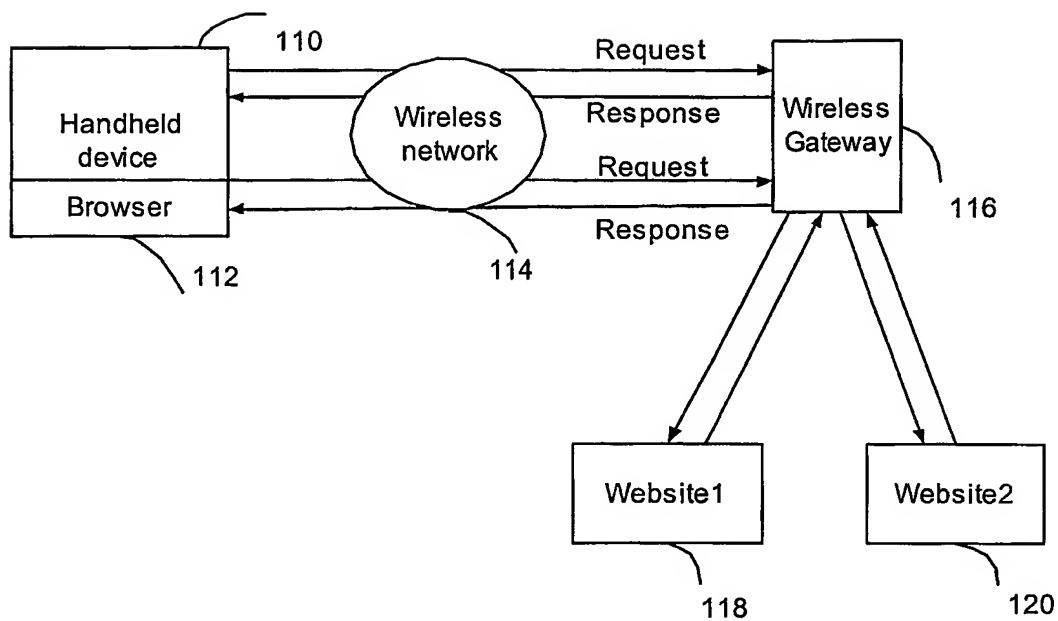 110
Request
Handheld
device
Wireless
network
Response
Wireless
Gateway
Request
Browser
Response
116
112
114
Website1
Website2
118
120